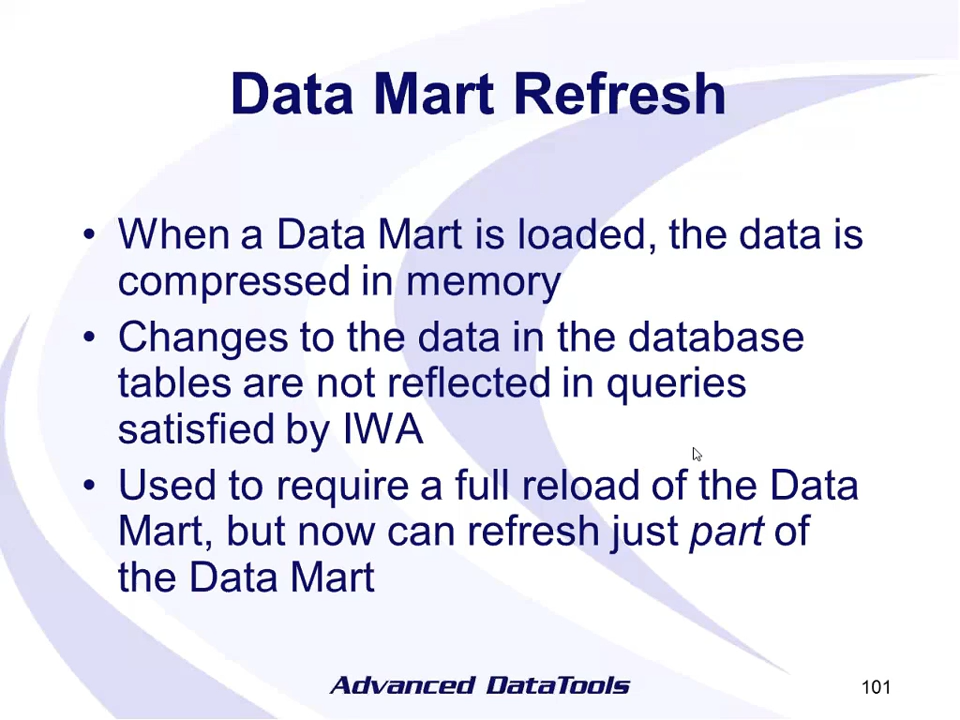 Data Mart Refresh
• When a Data Mart is loaded, the data is
compressed in memory
• Changes to the data in the database
tables are not reflected in queries
satisfied by IWA
• Used to require a full reload of the Data
Mart, but now can refresh just part of
the Data Mart
Advanced DataTools
101